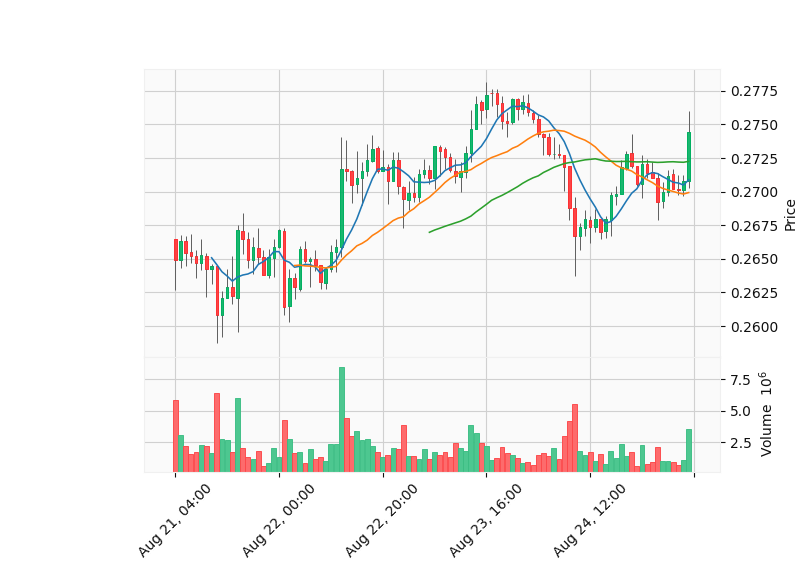 0.2775
0.2750
0.2725
0.2700
0.2675
0.2650
0.2625
0.2600
Price
7.5
5.0
2.5
Volume 10^6
Aug 21, 04:00
Aug 22, 00:00
Aug 22, 20:00
Aug 23, 16:00
Aug 24, 12:00